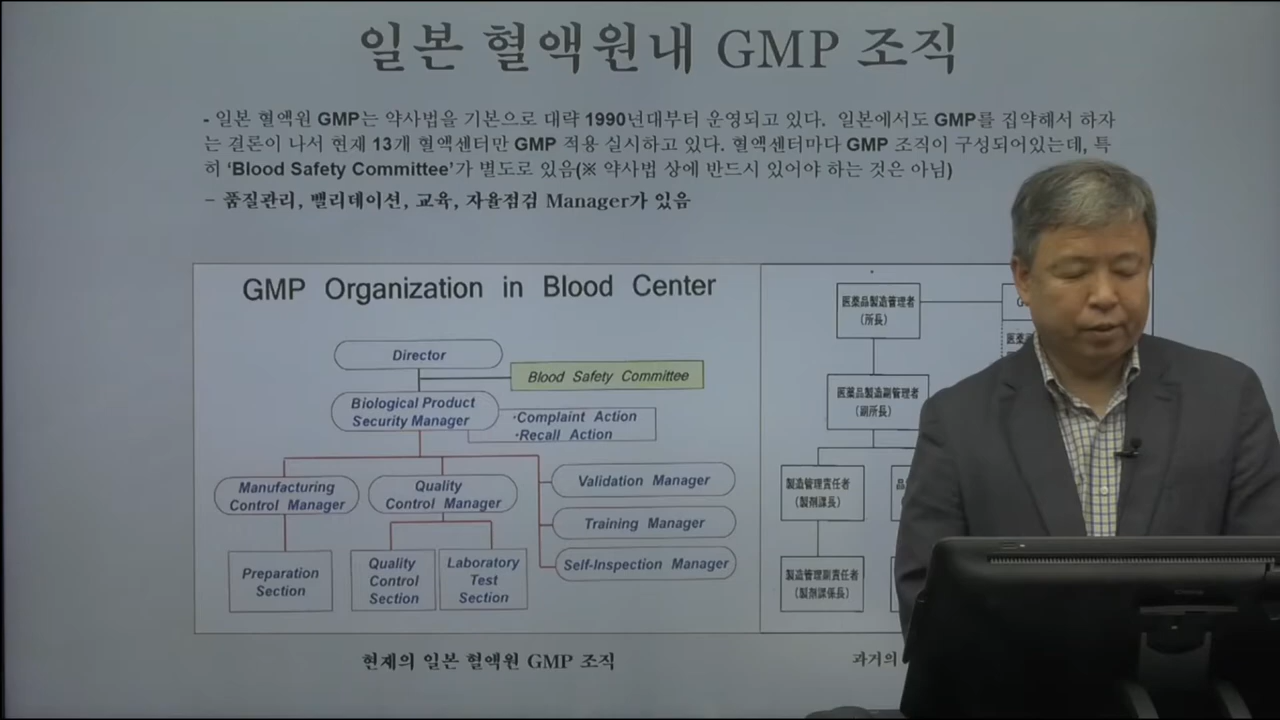 일본 혈액원내 GMP 조직
- 일본 혈액원 GMP는 약사법을 기본으로 대략 1990년대부터 운영되고 있다. 일본에서도 GMP를 집약해서 하자
는 결론이 나서 현재 13개 혈액센터만 GMP 적용 실시하고 있다. 혈액센터마다 GMP 조직이 구성되어있는데, 특
히 ‘Blood Safety Committee’가 별도로 있음(※ 약사법 상에 반드시 있어야 하는 것은 아님)
– 품질관리, 밸리데이션, 교육, 자율점검 Manager가 있음
GMP Organization in Blood Center
Director
Blood Safety Committee
Biological Product
Security Manager
·Complaint Action
·Recall Action
Manufacturing
Control Manager
Quality
Control Manager
Validation Manager
Training Manager
Self-Inspection Manager
Preparation
Section
Quality
Control
Section
Laboratory
Test
Section
현재의 일본 혈액원 GMP 조직
医薬品製造管理者
(所長)
医薬品製造副管理者
(副所長)
製造管理責任者
(製剤課長)
製造管理副責任者
(製剤課係長)
과거의